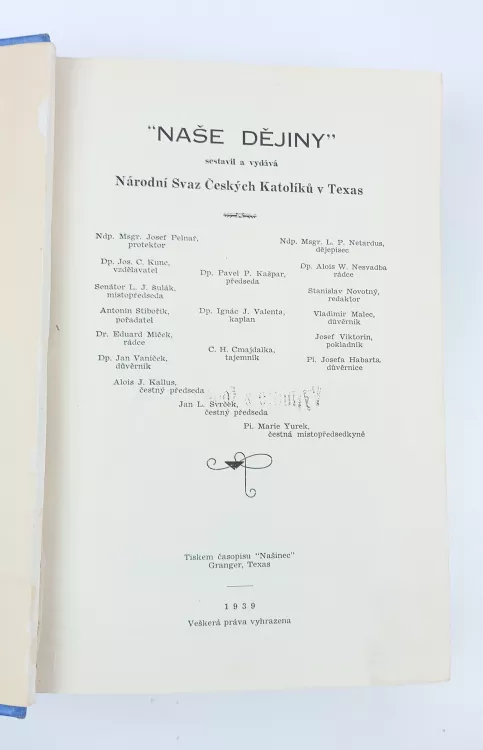 "NAŠE DĚJINY"
sestavil a vydává
Národní Svaz Českých Katolíků v Texas
Ndp. Msgr. Josef Pelnař,
protektor
Ndp. Msgr. L. P. Netardus,
dějepisec
Dp. Jos. C. Kunc,
vzdělavatel
Dp. Pavel P. Kašpar,
předseda
Dp. Alois W. Nesvadba
rádce
Senátor L. J. Sulák,
místopředseda
Stanislav Novotný,
redaktor
Antonín Stibořík,
pořadatel
Dp. Ignác J. Valenta,
kaplan
Vladimír Malec,
důvěrník
Dr. Eduard Míček,
rádce
Josef Viktorin,
pokladník
Dp. Jan Vaníček,
důvěrník
C. H. Cmajdalka,
tajemník
Pí. Josefa Habarta,
důvěrnice
Alois J. Kallus,
čestný předseda
Jan L. Svrček,
čestný předseda
Pí. Marie Yurek,
čestná místopředsedkyně
Tiskem časopisu "Našinec"
Granger, Texas
1939
Veškerá práva vyhrazena